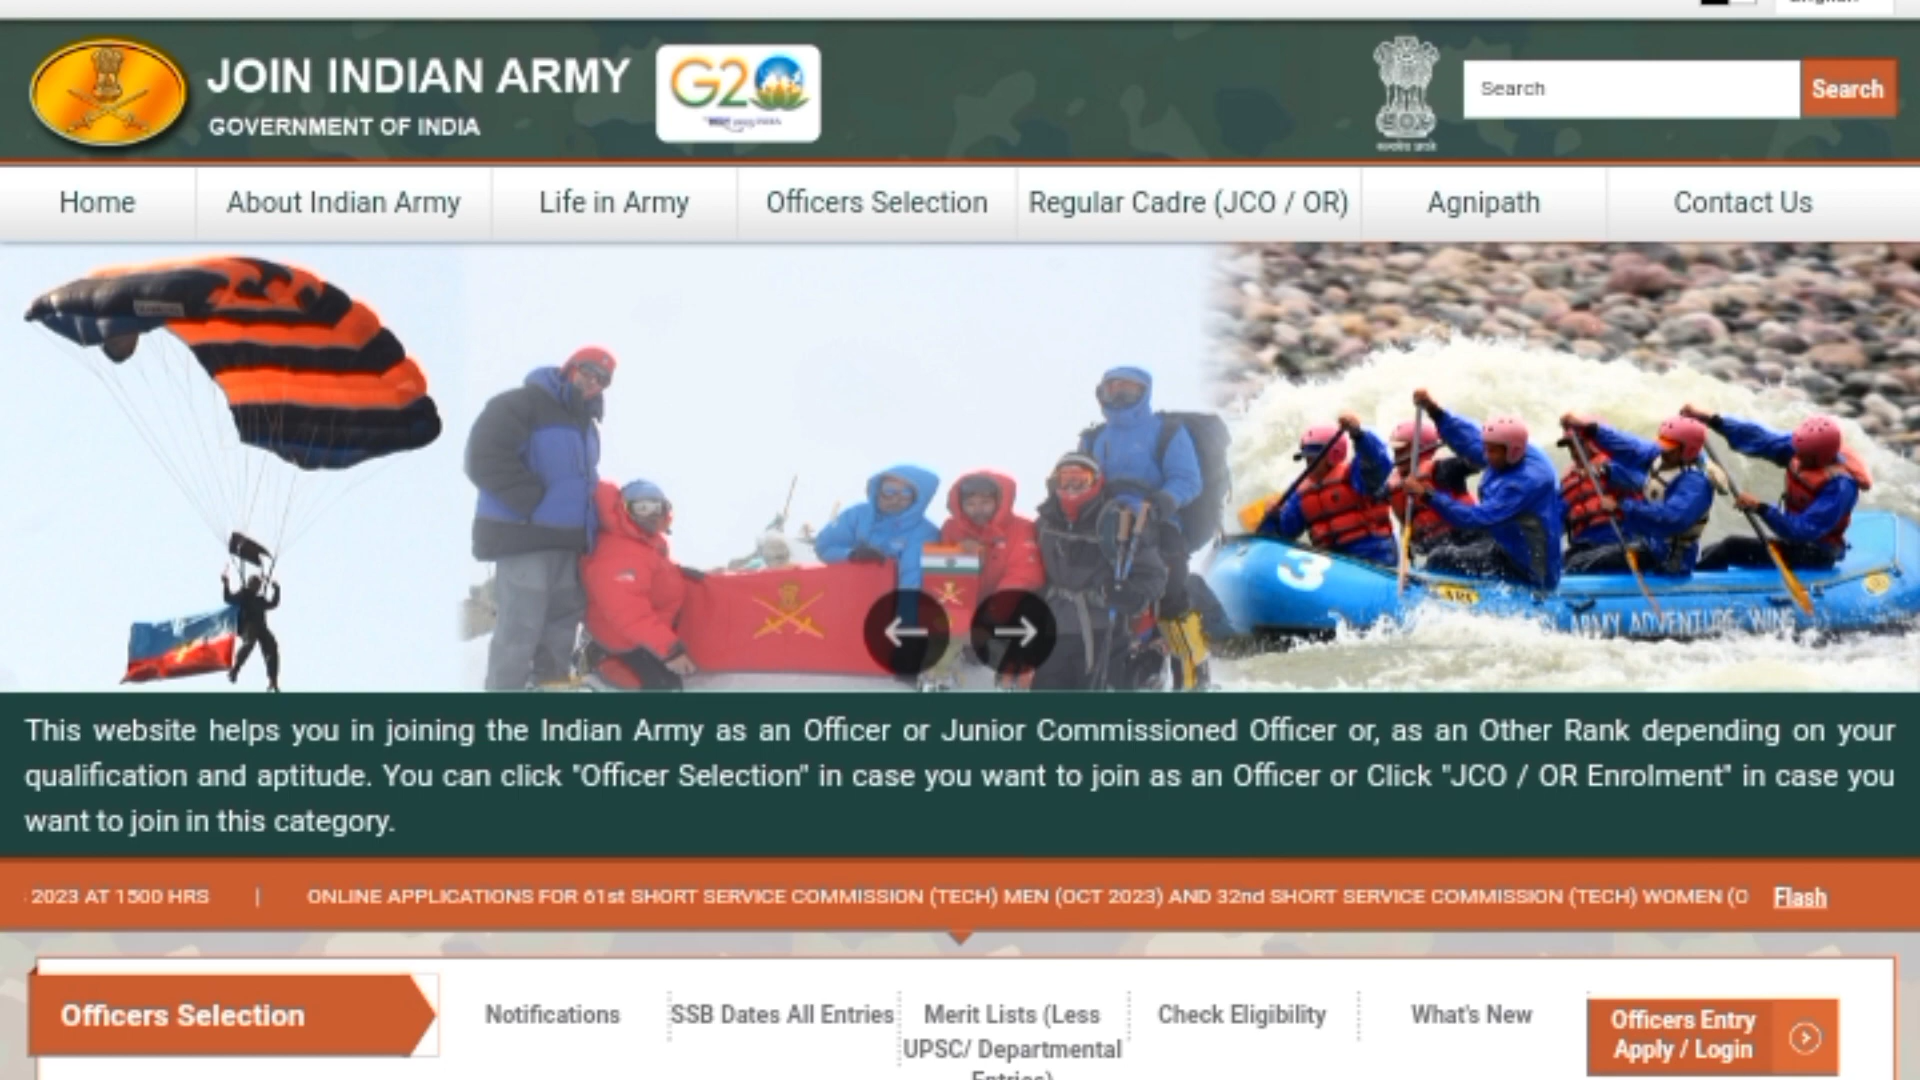 JOIN INDIAN ARMY
GOVERNMENT OF INDIA
G20
Search
Search
Home
About Indian Army
Life in Army
Officers Selection
Regular Cadre (JCO / OR)
Agnipath
Contact Us
3
ARMY ADVENTURE WING
This website helps you in joining the Indian Army as an Officer or Junior Commissioned Officer or, as an Other Rank depending on your
qualification and aptitude. You can click "Officer Selection" in case you want to join as an Officer or Click "JCO / OR Enrolment" in case you
want to join in this category.
2023 AT 1500 HRS | ONLINE APPLICATIONS FOR 61st SHORT SERVICE COMMISSION (TECH) MEN (OCT 2023) AND 32nd SHORT SERVICE COMMISSION (TECH) WOMEN (O
Flash
Officers Selection
Notifications
SSB Dates All Entries
Merit Lists (Less
UPSC/ Departmental
Entries)
Check Eligibility
What's New
Officers Entry
Apply / Login